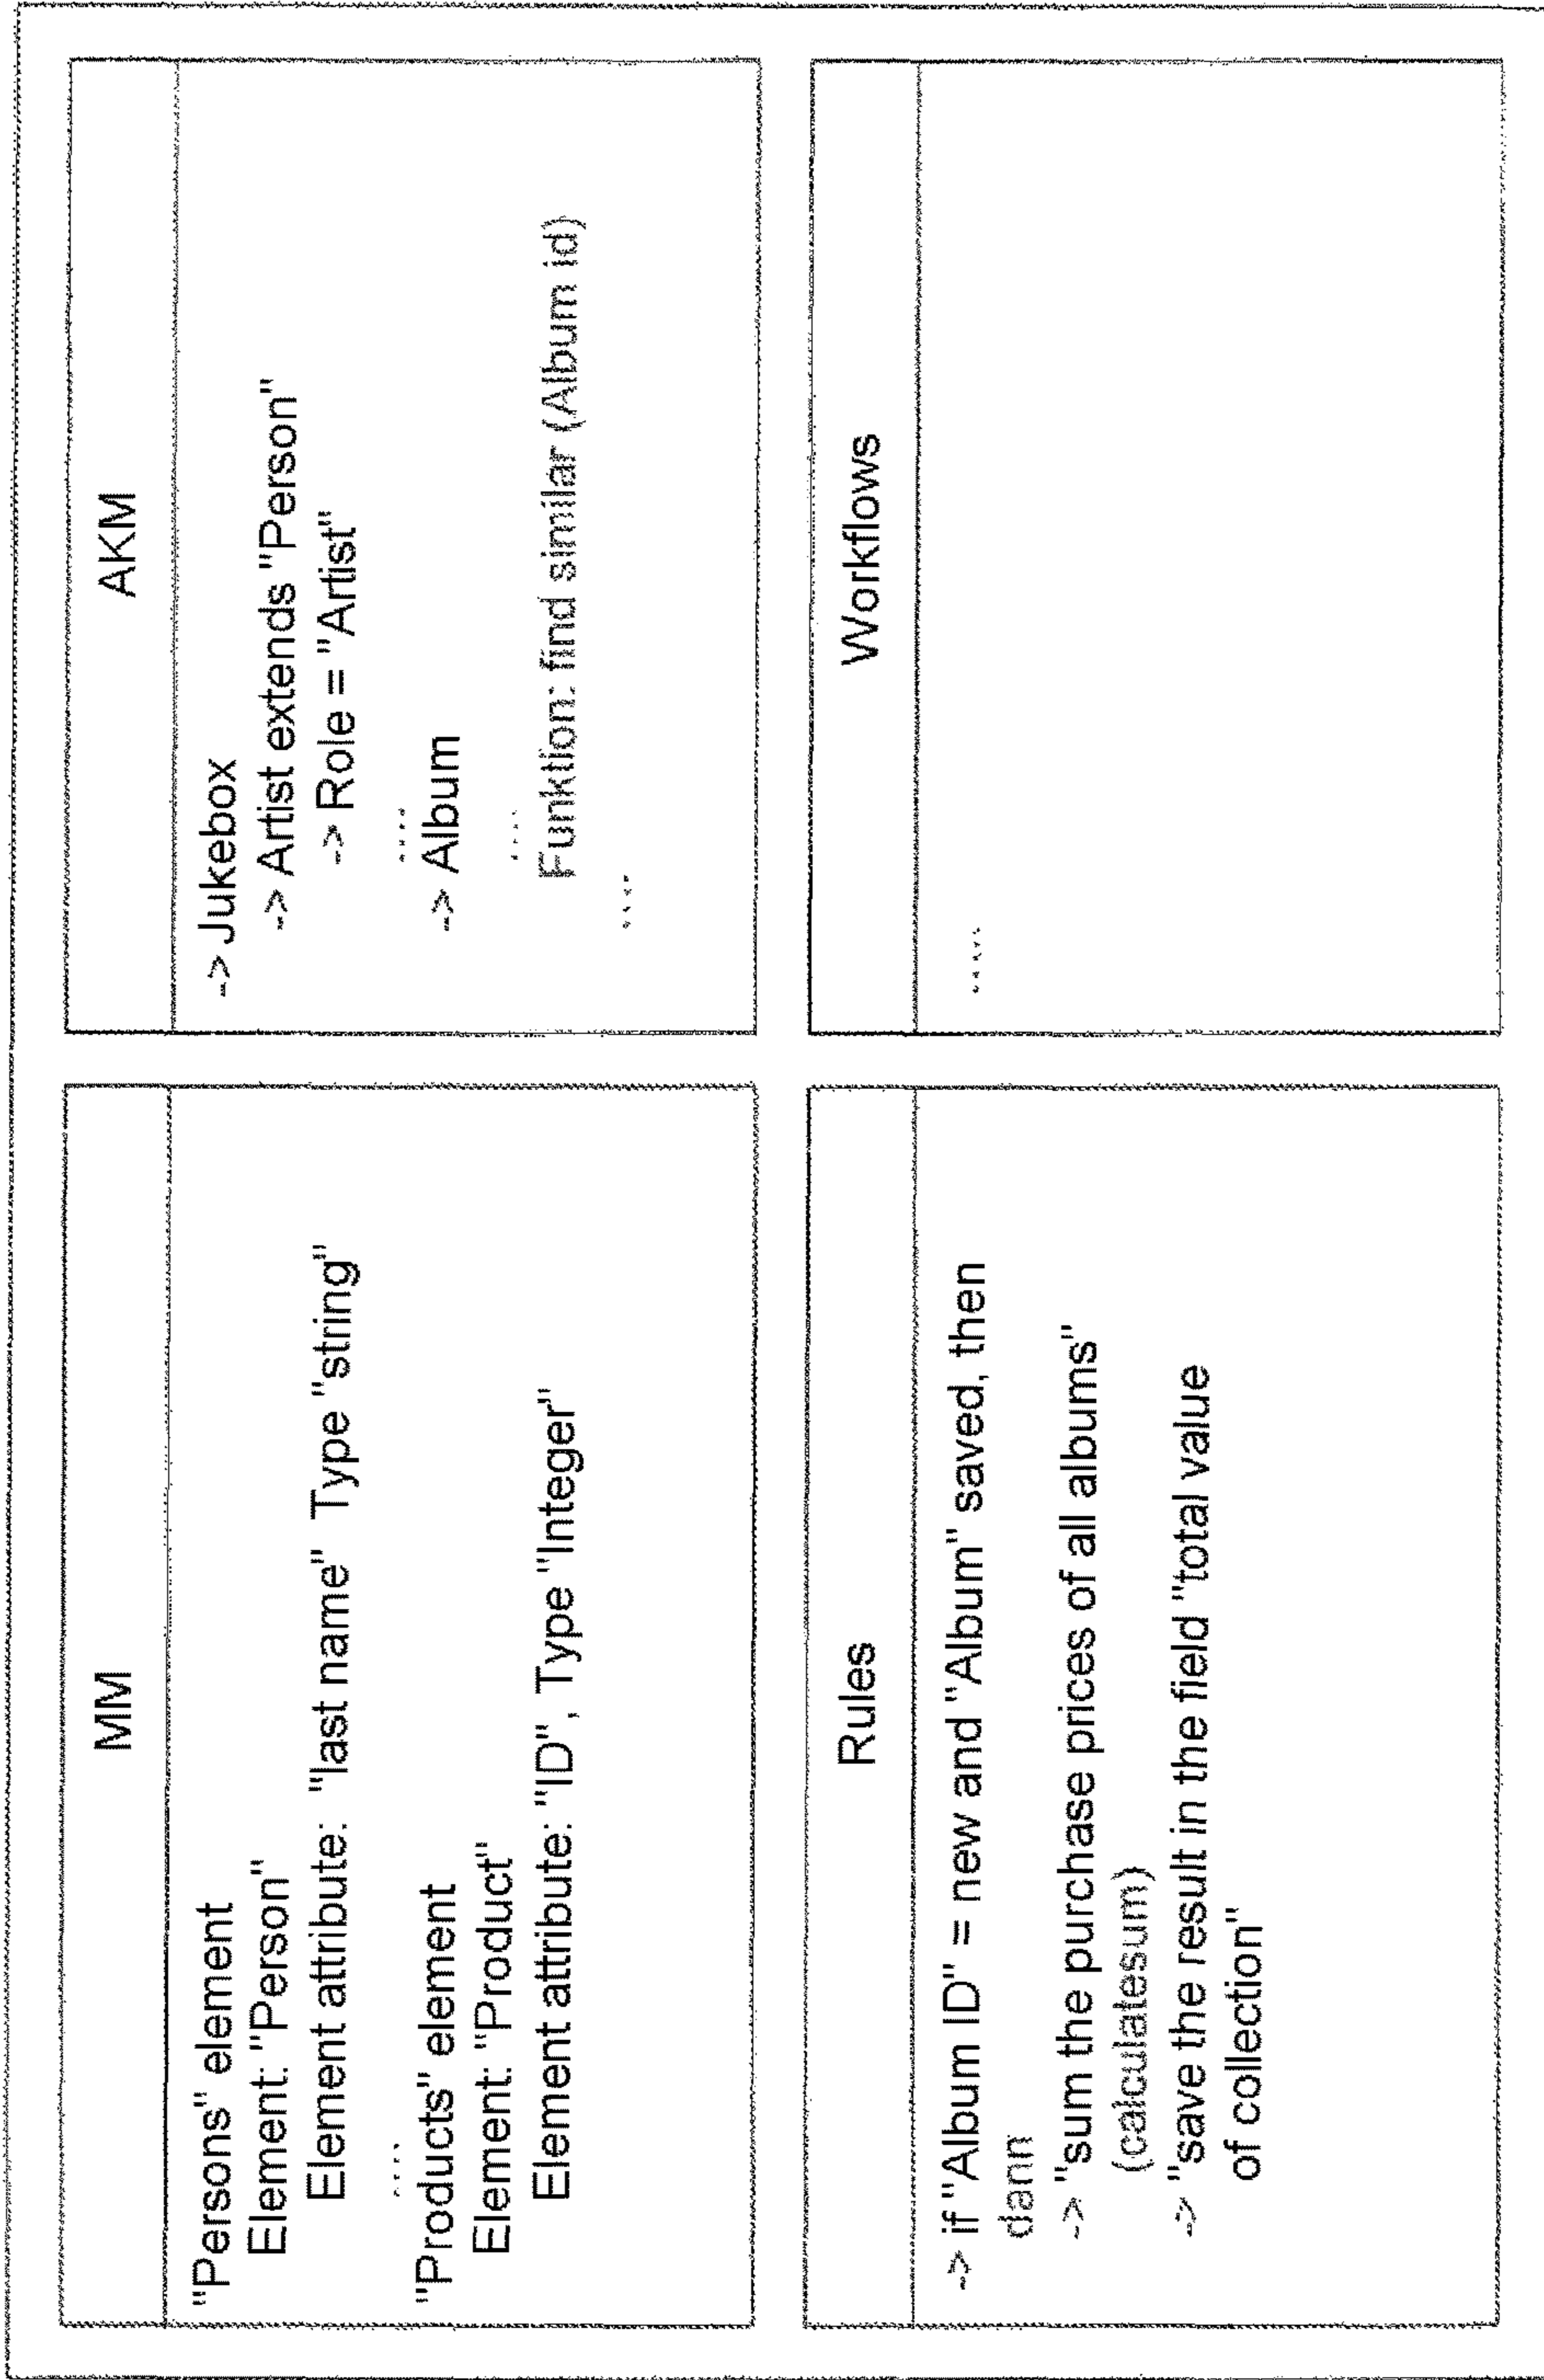 MM
"Persons" element
Element: "Person"
Element attribute: "last name" Type "string"
....
"Products" element
Element: "Product"
Element attribute: "ID", Type "Integer"
AKM
-> Jukebox
-> Artist extends "Person"
-> Role = "Artist"
....
-> Album
....
Funktion: find similar (Album id)
....
Rules
-> if "Album ID" = new and "Album" saved, then
dann
-> "sum the purchase prices of all albums"
(calculatesum)
-> "save the result in the field "total value
of collection"
Workflows
.....